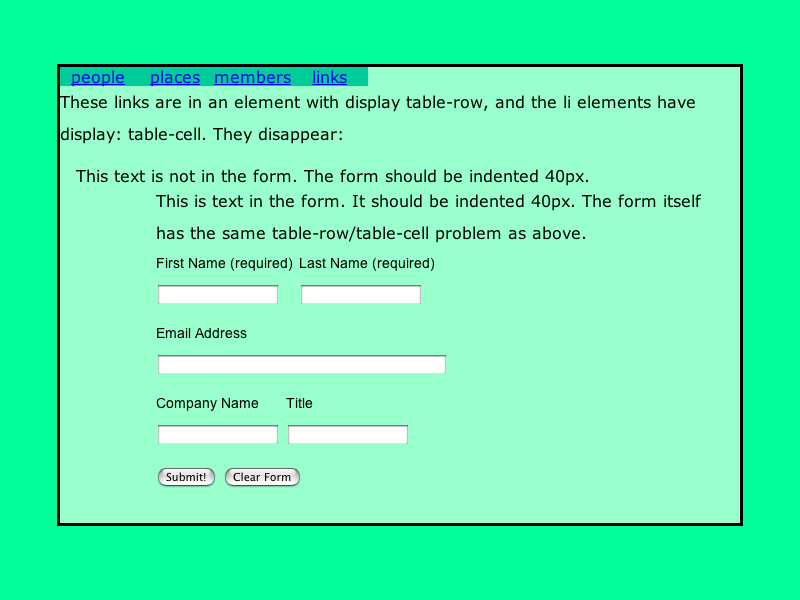 people places members links
These links are in an element with display table-row, and the li elements have
display: table-cell. They disappear:
This text is not in the form. The form should be indented 40px.
This is text in the form. It should be indented 40px. The form itself
has the same table-row/table-cell problem as above.
First Name (required) Last Name (required)
Email Address
Company Name Title
Submit! Clear Form